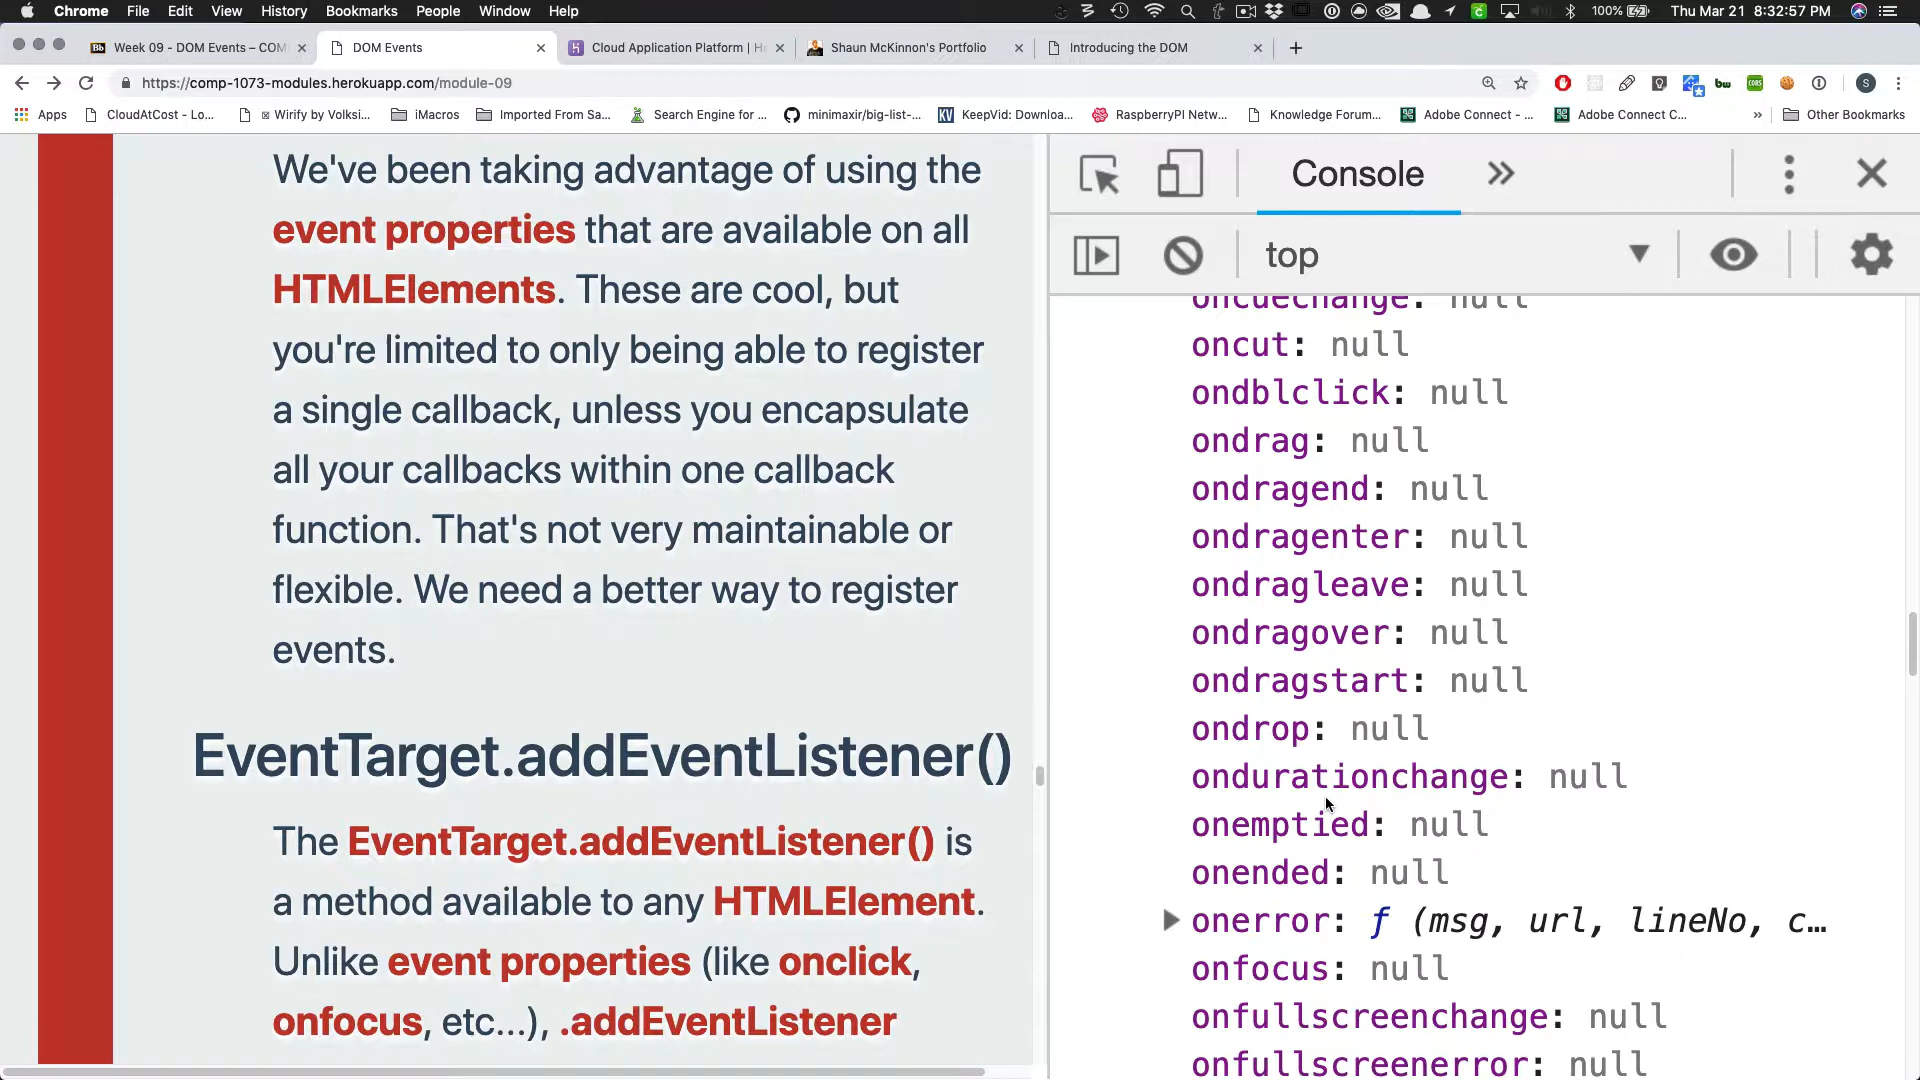 Chrome File Edit View History Bookmarks People Window Help 100% Thu Mar 21 8:32:57 PM
Week 09 - DOM Events – COM DOM Events Cloud Application Platform | H Shaun McKinnon's Portfolio Introducing the DOM
https://comp-1073-modules.herokuapp.com/module-09
Apps CloudAtCost - Lo... Wirify by Volksi... iMacros Imported From Sa... Search Engine for ... minimaxir/big-list-... KeepVid: Downloa... RaspberryPI Netw... Knowledge Forum... Adobe Connect - ... Adobe Connect C... » Other Bookmarks
We've been taking advantage of using the
event properties that are available on all
HTMLElements. These are cool, but
you're limited to only being able to register
a single callback, unless you encapsulate
all your callbacks within one callback
function. That's not very maintainable or
flexible. We need a better way to register
events.
EventTarget.addEventListener()
The EventTarget.addEventListener() is
a method available to any HTMLElement.
Unlike event properties (like onclick,
onfocus, etc...), .addEventListener
Console
top
oncuechange: null
oncut: null
ondblclick: null
ondrag: null
ondragend: null
ondragenter: null
ondragleave: null
ondragover: null
ondragstart: null
ondrop: null
ondurationchange: null
onemptied: null
onended: null
onerror: ƒ (msg, url, lineNo, c…
onfocus: null
onfullscreenchange: null
onfullscreenerror: null